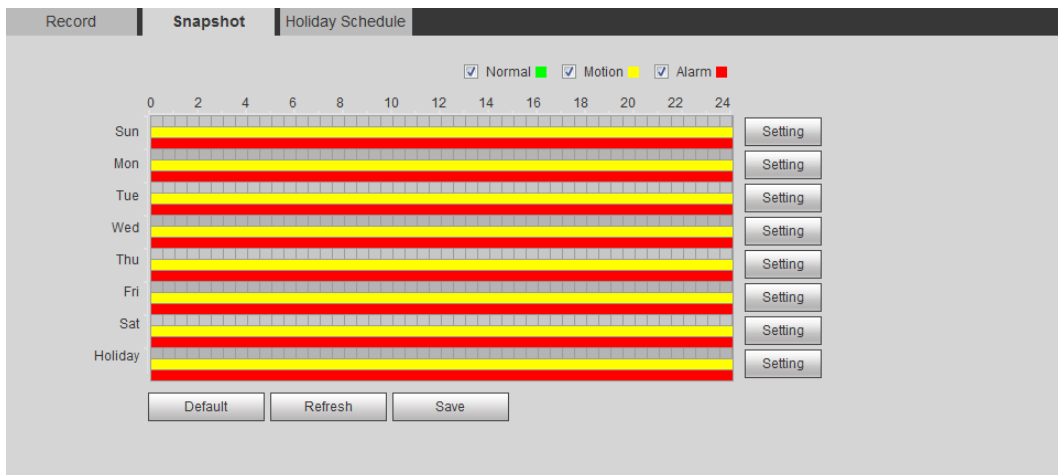 Record Snapshot Holiday Schedule
Normal Motion Alarm
0 2 4 6 8 10 12 14 16 18 20 22 24
Sun Setting
Mon Setting
Tue Setting
Wed Setting
Thu Setting
Fri Setting
Sat Setting
Holiday Setting
Default Refresh Save